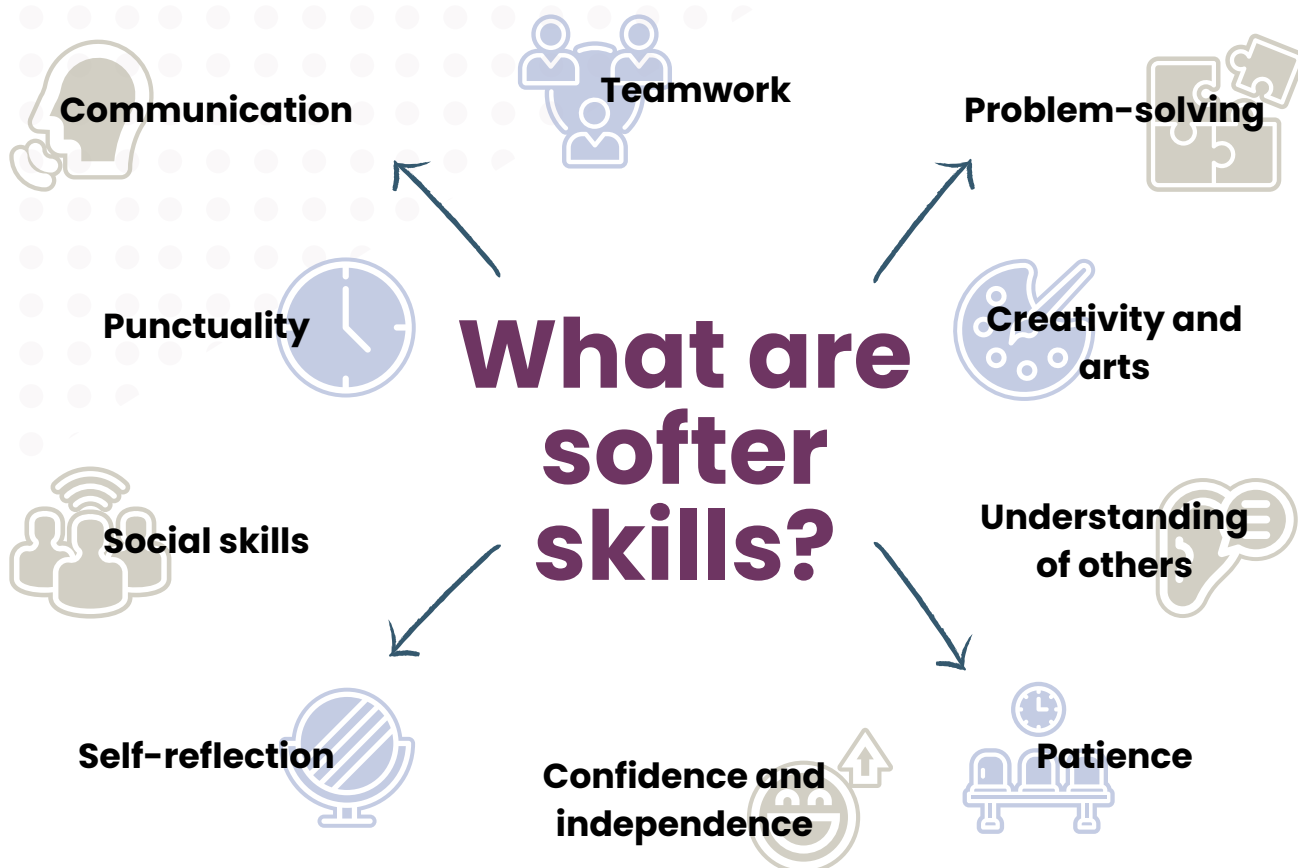 Communication
Teamwork
Problem-solving
Punctuality
What are
softer
skills?
Creativity and
arts
Social skills
Understanding
of others
Self-reflection
Confidence and
independence
Patience